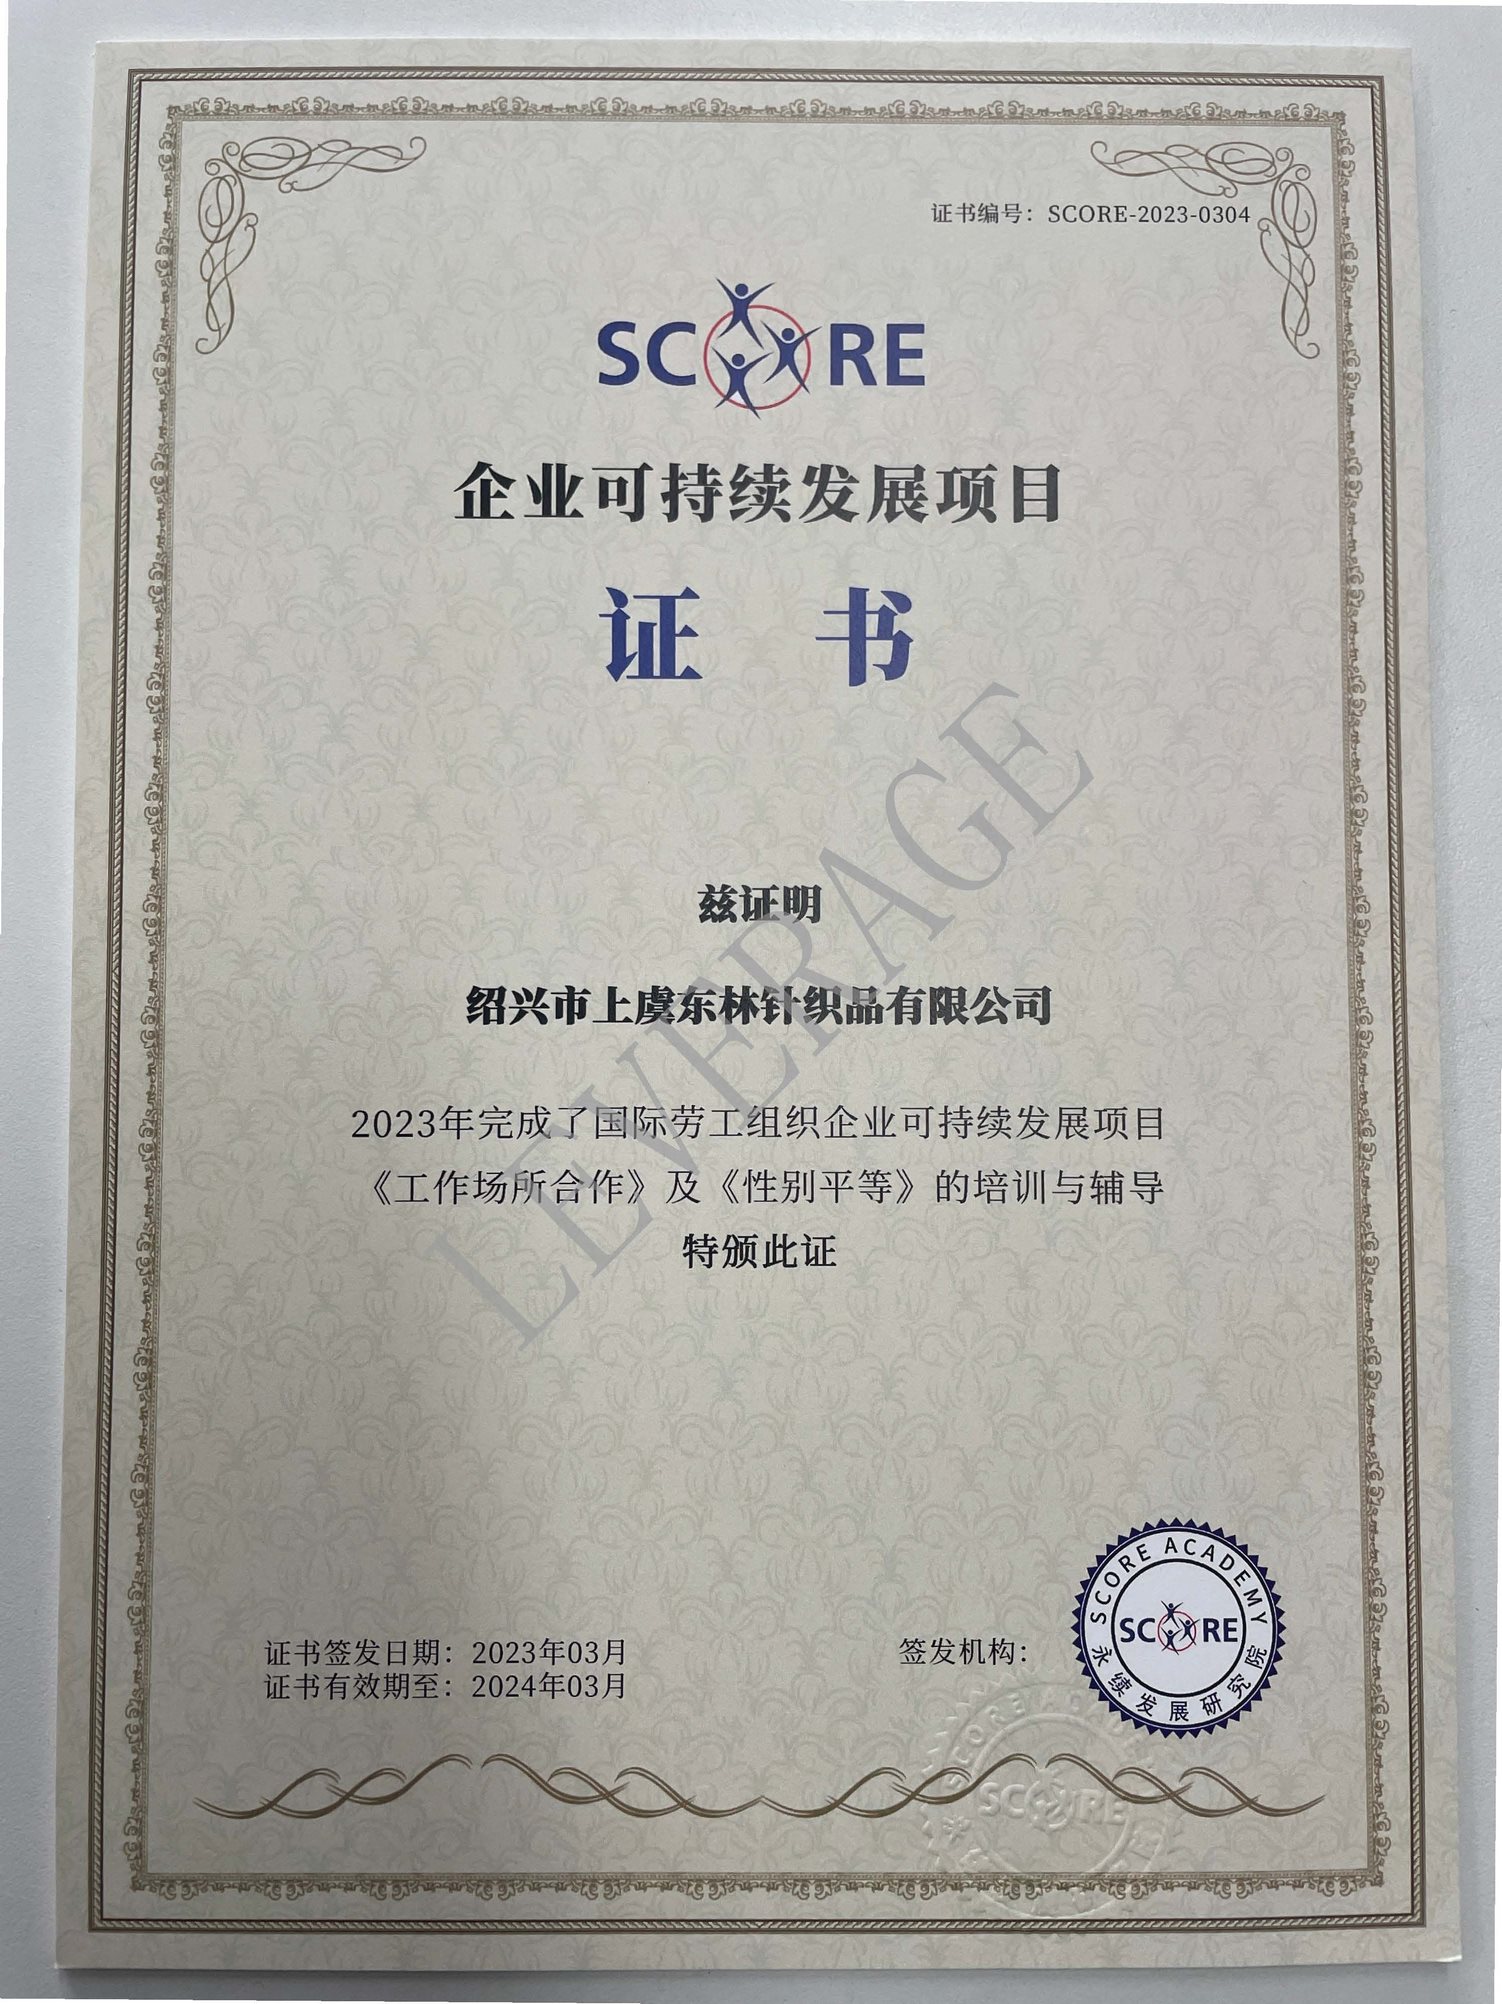 证书编号：SCORE-2023-0304
SCORE
企业可持续发展项目
证 书
兹证明
绍兴市上虞东林针织品有限公司
2023年完成了国际劳工组织企业可持续发展项目
《工作场所合作》及《性别平等》的培训与辅导
特颁此证
LEVERAGE
证书签发日期：2023年03月
证书有效期至：2024年03月
签发机构：
SCORE ACADEMY
SCORE
永续发展研究院
SCORE ACADEMY
SCORE